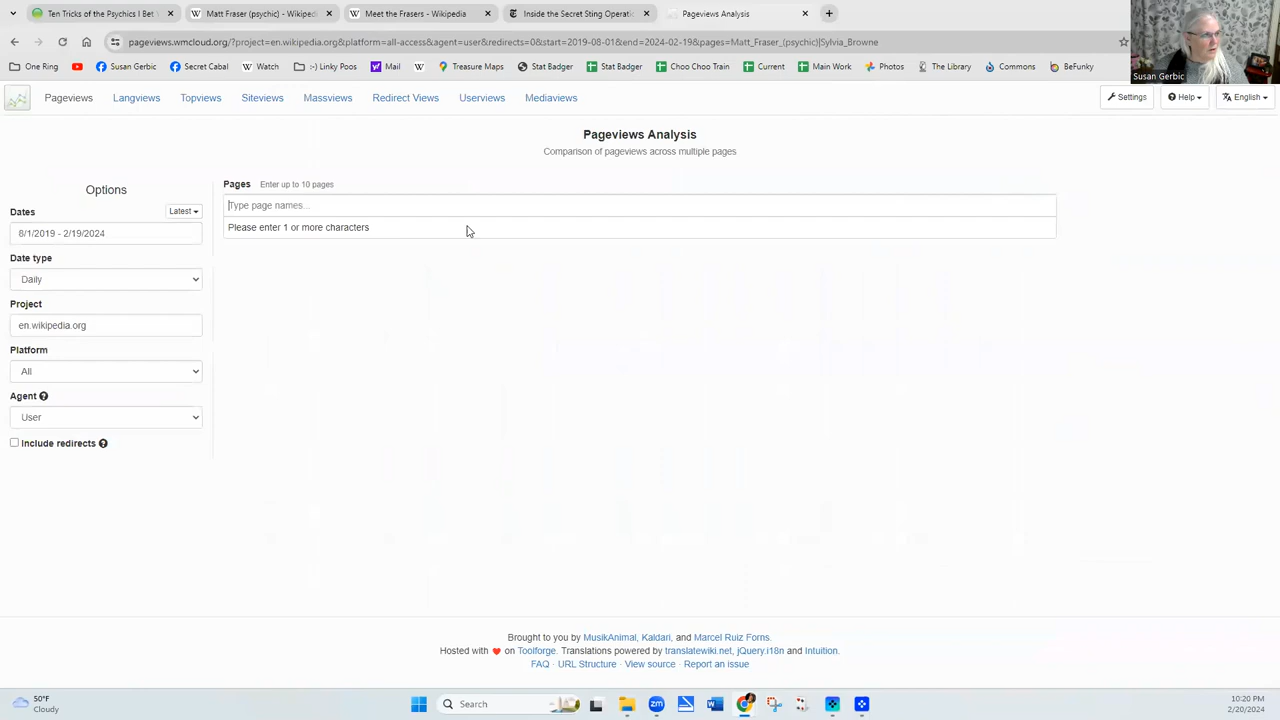 Ten Tricks of the Psychics I Bet Y
Matt Fraser (psychic) - Wikipedi
Meet the Frasers - Wikipedia
Inside the Secret Sting Operatio
Pageviews Analysis
pageviews.wmcloud.org/?project=en.wikipedia.org&platform=all-access&agent=user&redirects=0&start=2019-08-01&end=2024-02-19&pages=Matt_Fraser_(psychic)|Sylvia_Browne
One Ring
Susan Gerbic
Secret Cabal
Watch
:-) Linky Poos
Mail
Treasure Maps
Stat Badger
Stat Badger
Choo Choo Train
Current
Main Work
Photos
The Library
Commons
BeFunky
Susan Gerbic
Pageviews Langviews Topviews Siteviews Massviews Redirect Views Userviews Mediaviews
Settings
Help
English
Pageviews Analysis
Comparison of pageviews across multiple pages
Options
Dates
Latest
8/1/2019 - 2/19/2024
Date type
Daily
Project
en.wikipedia.org
Platform
All
Agent
User
Include redirects
Pages Enter up to 10 pages
Type page names...
Please enter 1 or more characters
Brought to you by MusikAnimal, Kaldari, and Marcel Ruiz Forns.
Hosted with ♥ on Toolforge. Translations powered by translatewiki.net, jQuery.i18n and Intuition.
FAQ · URL Structure · View source · Report an issue
50°F
Cloudy
Search
zm
10:20 PM
2/20/2024